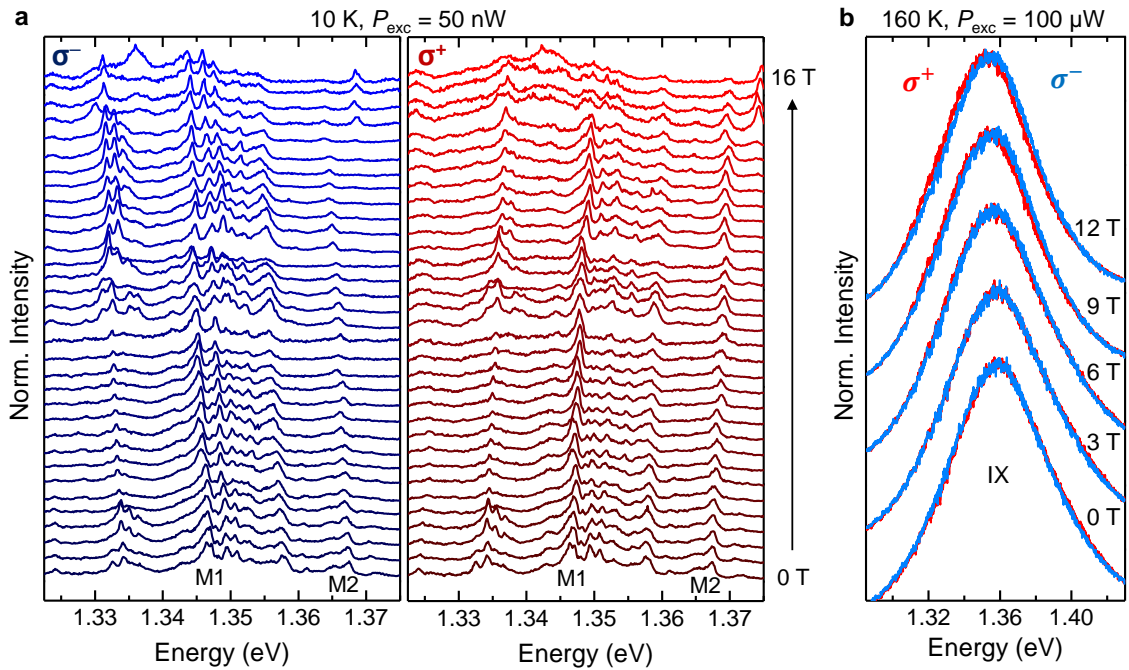 a
10 K, Pexc = 50 nW
b
160 K, Pexc = 100 µW
σ−
σ+
16 T
0 T
M1
M2
M1
M2
1.33 1.34 1.35 1.36 1.37
1.33 1.34 1.35 1.36 1.37
Energy (eV)
Energy (eV)
Norm. Intensity
σ+
σ−
12 T
9 T
6 T
3 T
0 T
IX
1.32 1.36 1.40
Energy (eV)
Norm. Intensity